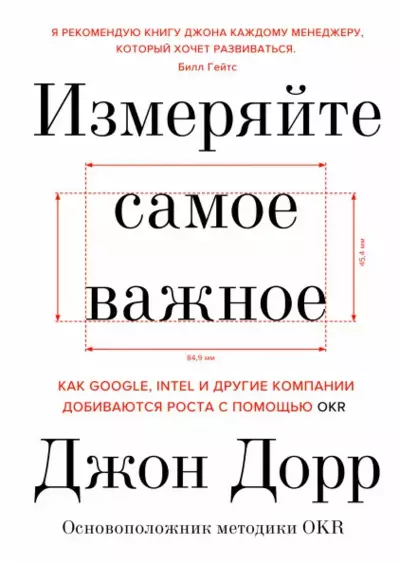 Я РЕКОМЕНДУЮ КНИГУ ДЖОНА КАЖДОМУ МЕНЕДЖЕРУ,
КОТОРЫЙ ХОЧЕТ РАЗВИВАТЬСЯ.
Билл Гейтс
Измеряйте
самое
важное
45,4 мм
84,9 мм
КАК GOOGLE, INTEL И ДРУГИЕ КОМПАНИИ
ДОБИВАЮТСЯ РОСТА С ПОМОЩЬЮ OKR
Джон Дорр
Основоположник методики OKR